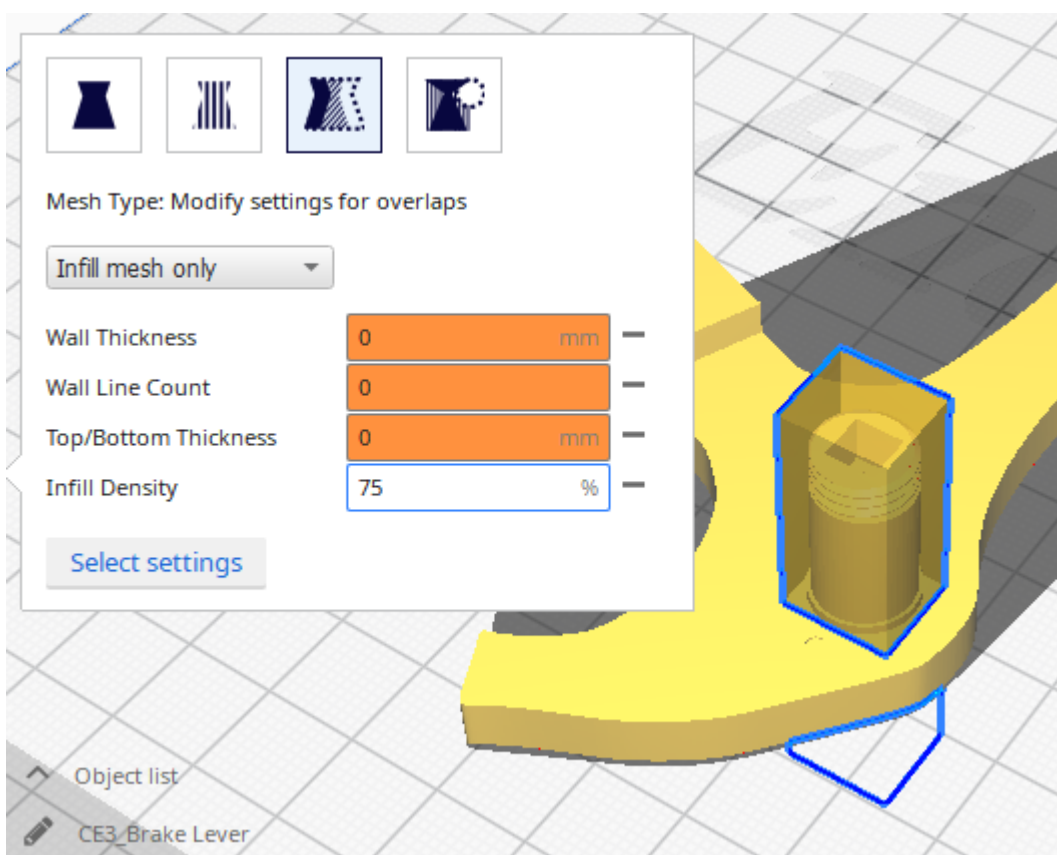 Mesh Type: Modify settings for overlaps
Infill mesh only
Wall Thickness 0 mm
Wall Line Count 0
Top/Bottom Thickness 0 mm
Infill Density 75 %
Select settings
Object list
CE3_Brake Lever